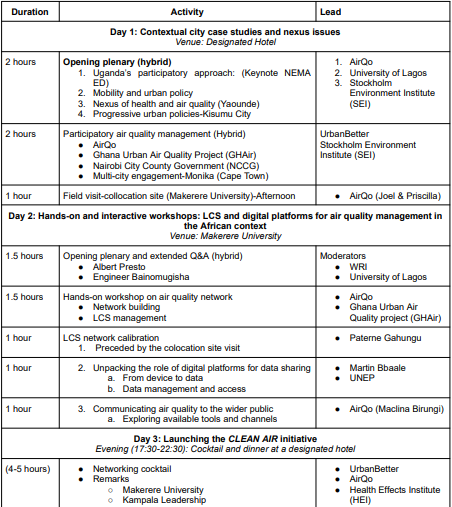 Duration Activity Lead
Day 1: Contextual city case studies and nexus issues
Venue: Designated Hotel
2 hours
Opening plenary (hybrid)
1. Uganda's participatory approach: (Keynote NEMA
ED)
2. Mobility and urban policy
3. Nexus of health and air quality (Yaounde)
4. Progressive urban policies-Kisumu City
1. AirQo
2. University of Lagos
3. Stockholm
Environment Institute
(SEI)
2 hours
Participatory air quality management (Hybrid)
● AirQo
● Ghana Urban Air Quality Project (GHAir)
● Nairobi City County Government (NCCG)
● Multi-city engagement-Monika (Cape Town)
UrbanBetter
Stockholm Environment
Institute (SEI)
1 hour
Field visit-collocation site (Makerere University)-Afternoon
● AirQo (Joel & Priscilla)
Day 2: Hands-on and interactive workshops: LCS and digital platforms for air quality management in
the African context
Venue: Makerere University
1.5 hours
Opening plenary and extended Q&A (hybrid)
● Albert Presto
● Engineer Bainomugisha
Moderators
● WRI
● University of Lagos
1.5 hours
Hands-on workshop on air quality network
● Network building
● LCS management
● AirQo
● Ghana Urban Air
Quality project (GHAir)
1 hour
LCS network calibration
1. Preceded by the colocation site visit
● Paterne Gahungu
1 hour
2. Unpacking the role of digital platforms for data sharing
a. From device to data
b. Data management and access
● Martin Bbaale
● UNEP
1 hour
3. Communicating air quality to the wider public
a. Exploring available tools and channels
● AirQo (Maclina Birungi)
Day 3: Launching the CLEAN AIR initiative
Evening (17:30-22:30): Cocktail and dinner at a designated hotel
(4-5 hours)
● Networking cocktail
● Remarks
○ Makerere University
○ Kampala Leadership
● UrbanBetter
● AirQo
● Health Effects Institute
(HEI)